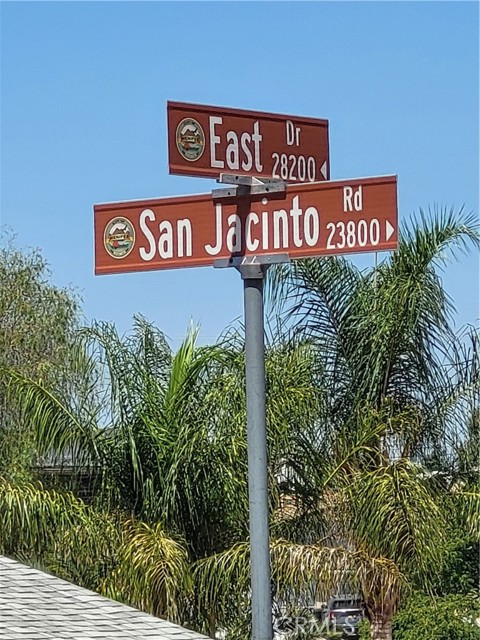 East Dr
28200
San Jacinto Rd
23800
CRMLS